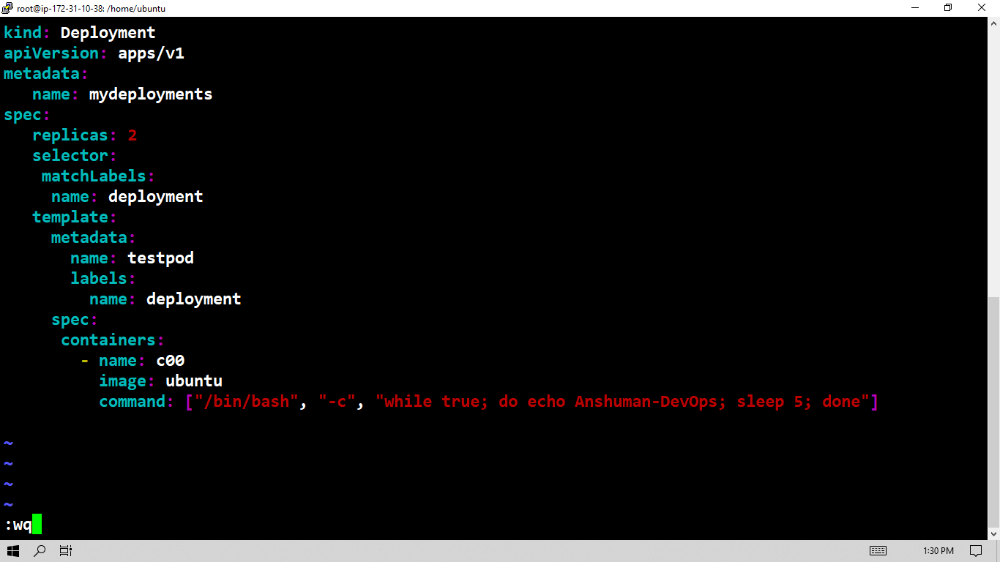 root@ip-172-31-10-38: /home/ubuntu
kind: Deployment
apiVersion: apps/v1
metadata:
   name: mydeployments
spec:
   replicas: 2
   selector:
    matchLabels:
     name: deployment
   template:
     metadata:
       name: testpod
       labels:
         name: deployment
     spec:
      containers:
        - name: c00
          image: ubuntu
          command: ["/bin/bash", "-c", "while true; do echo Anshuman-DevOps; sleep 5; done"]
~
~
~
~
:wq
1:30 PM